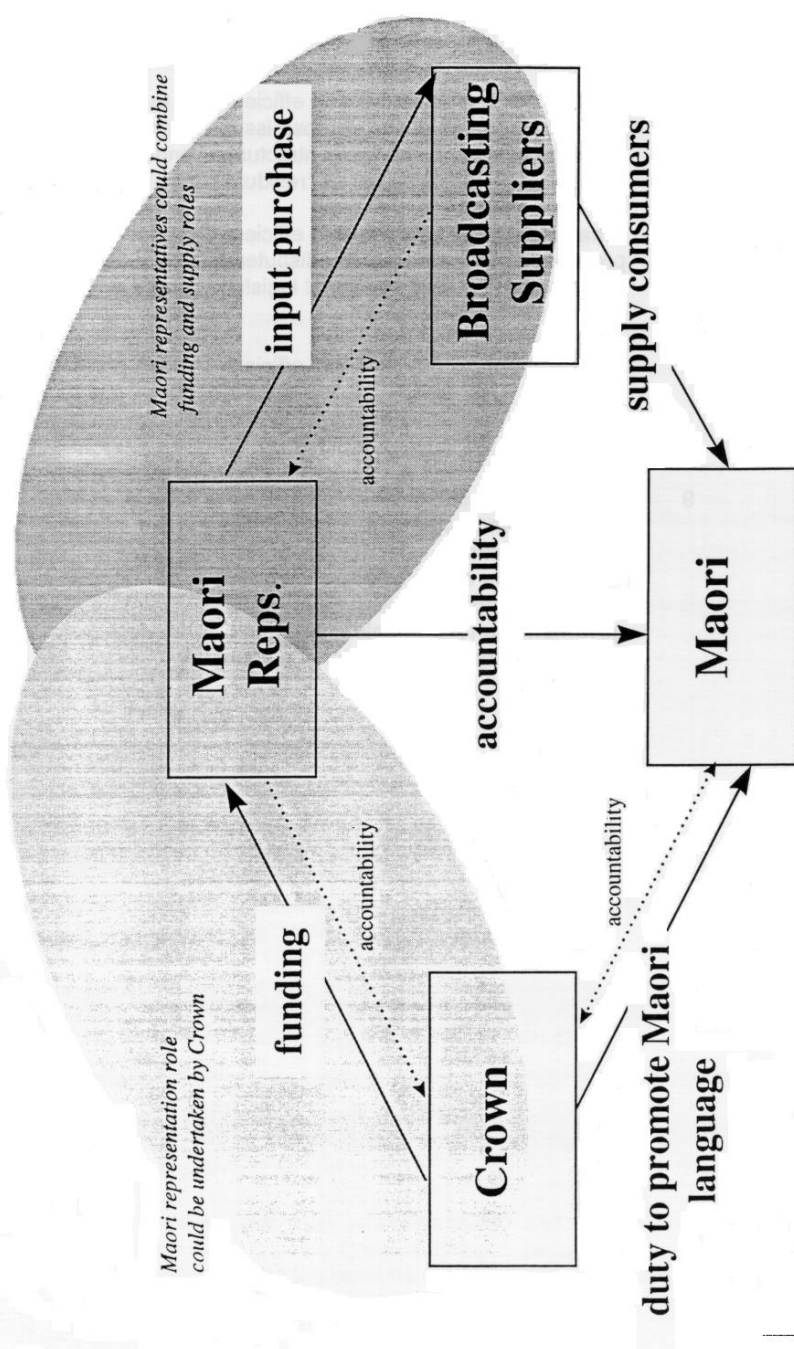 Maori representation role
could be undertaken by Crown
Maori representatives could combine
funding and supply roles
funding
input purchase
Maori
Reps.
accountability
accountability
Crown
Broadcasting
Suppliers
accountability
accountability
duty to promote Maori
language
supply consumers
Maori